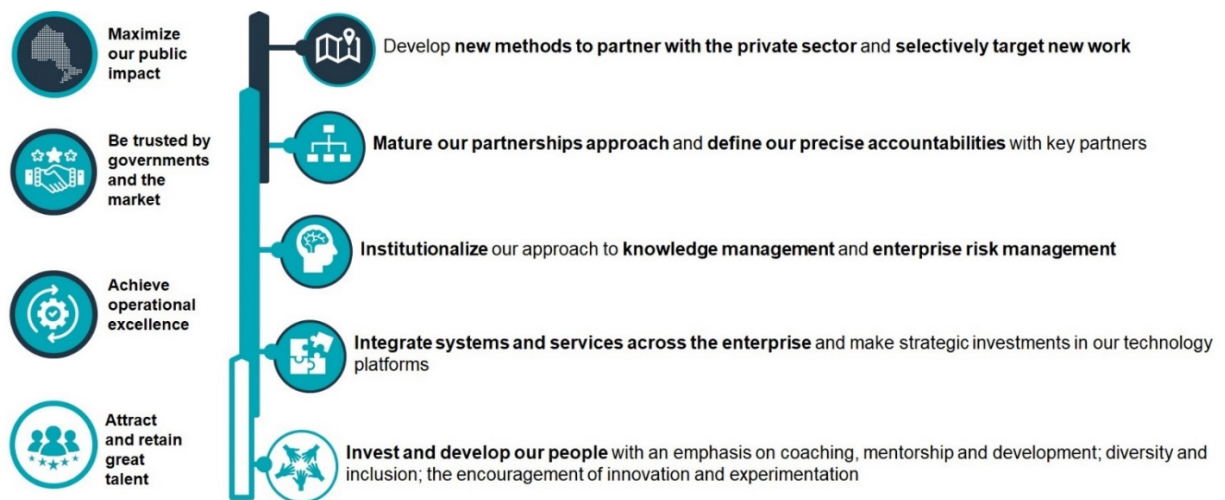 Maximize
our public
impact
Develop new methods to partner with the private sector and selectively target new work
Be trusted by
governments
and the
market
Mature our partnerships approach and define our precise accountabilities with key partners
Institutionalize our approach to knowledge management and enterprise risk management
Achieve
operational
excellence
Integrate systems and services across the enterprise and make strategic investments in our technology
platforms
Attract
and retain
great
talent
Invest and develop our people with an emphasis on coaching, mentorship and development; diversity and
inclusion; the encouragement of innovation and experimentation